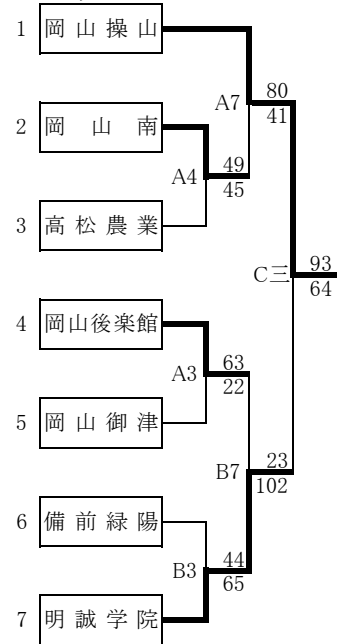 1 岡山操山
80
A7
41
2 岡山南
49
A4
45
3 高松農業
93
C三
64
4 岡山後楽館
63
A3
22
5 岡山御津
23
B7
102
6 備前緑陽
44
B3
65
7 明誠学院